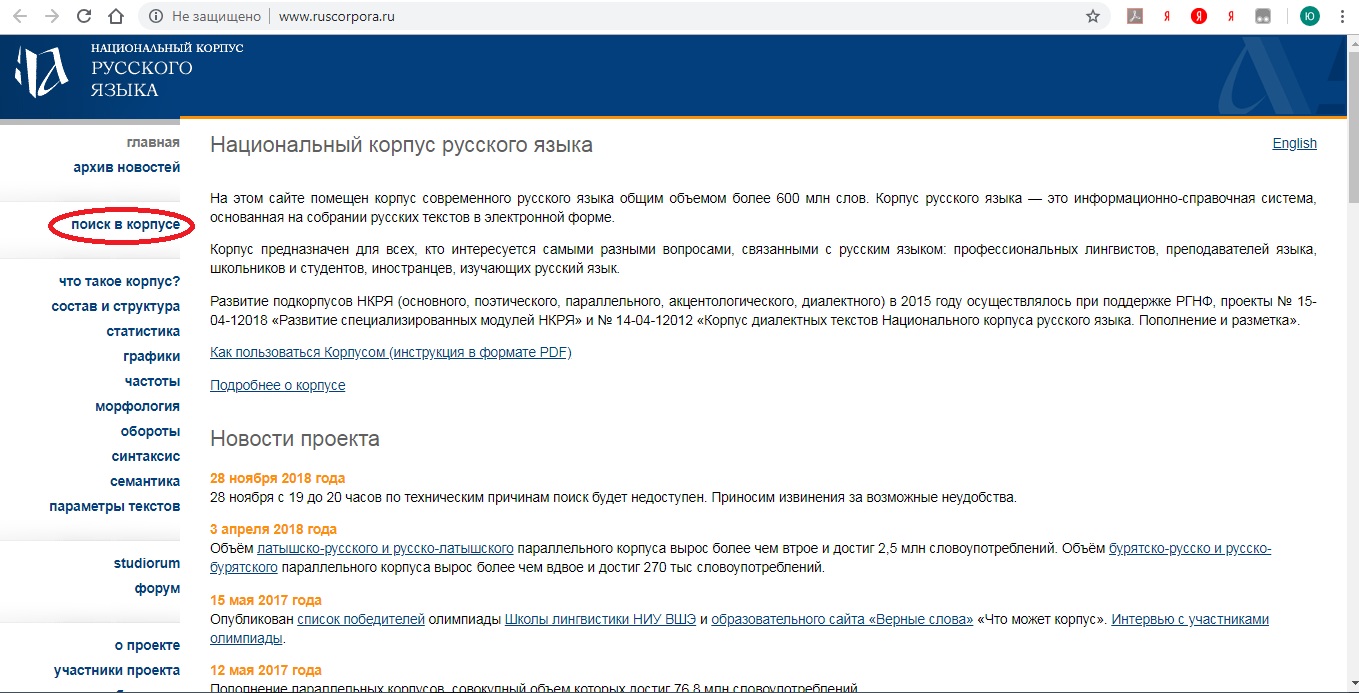 Не защищено | www.ruscorpora.ru
Ю
НАЦИОНАЛЬНЫЙ КОРПУС
РУССКОГО
ЯЗЫКА
главная
архив новостей
поиск в корпусе
что такое корпус?
состав и структура
статистика
графики
частоты
морфология
обороты
синтаксис
семантика
параметры текстов
studiorum
форум
о проекте
участники проекта
Национальный корпус русского языка
English
На этом сайте помещен корпус современного русского языка общим объемом более 600 млн слов. Корпус русского языка — это информационно-справочная система,
основанная на собрании русских текстов в электронной форме.
Корпус предназначен для всех, кто интересуется самыми разными вопросами, связанными с русским языком: профессиональных лингвистов, преподавателей языка,
школьников и студентов, иностранцев, изучающих русский язык.
Развитие подкорпусов НКРЯ (основного, поэтического, параллельного, акцентологического, диалектного) в 2015 году осуществлялось при поддержке РГНФ, проекты № 15-
04-12018 «Развитие специализированных модулей НКРЯ» и № 14-04-12012 «Корпус диалектных текстов Национального корпуса русского языка. Пополнение и разметка».
Как пользоваться Корпусом (инструкция в формате PDF)
Подробнее о корпусе
Новости проекта
28 ноября 2018 года
28 ноября с 19 до 20 часов по техническим причинам поиск будет недоступен. Приносим извинения за возможные неудобства.
3 апреля 2018 года
Объём латышско-русского и русско-латышского параллельного корпуса вырос более чем втрое и достиг 2,5 млн словоупотреблений. Объём бурятско-русско и русско-
бурятского параллельного корпуса вырос более чем вдвое и достиг 270 тыс словоупотреблений.
15 мая 2017 года
Опубликован список победителей олимпиады Школы лингвистики НИУ ВШЭ и образовательного сайта «Верные слова» «Что может корпус». Интервью с участниками
олимпиады.
12 мая 2017 года
Пополнение параллельных корпусов, совокупный объем которых достиг 76,8 млн словоупотреблений.